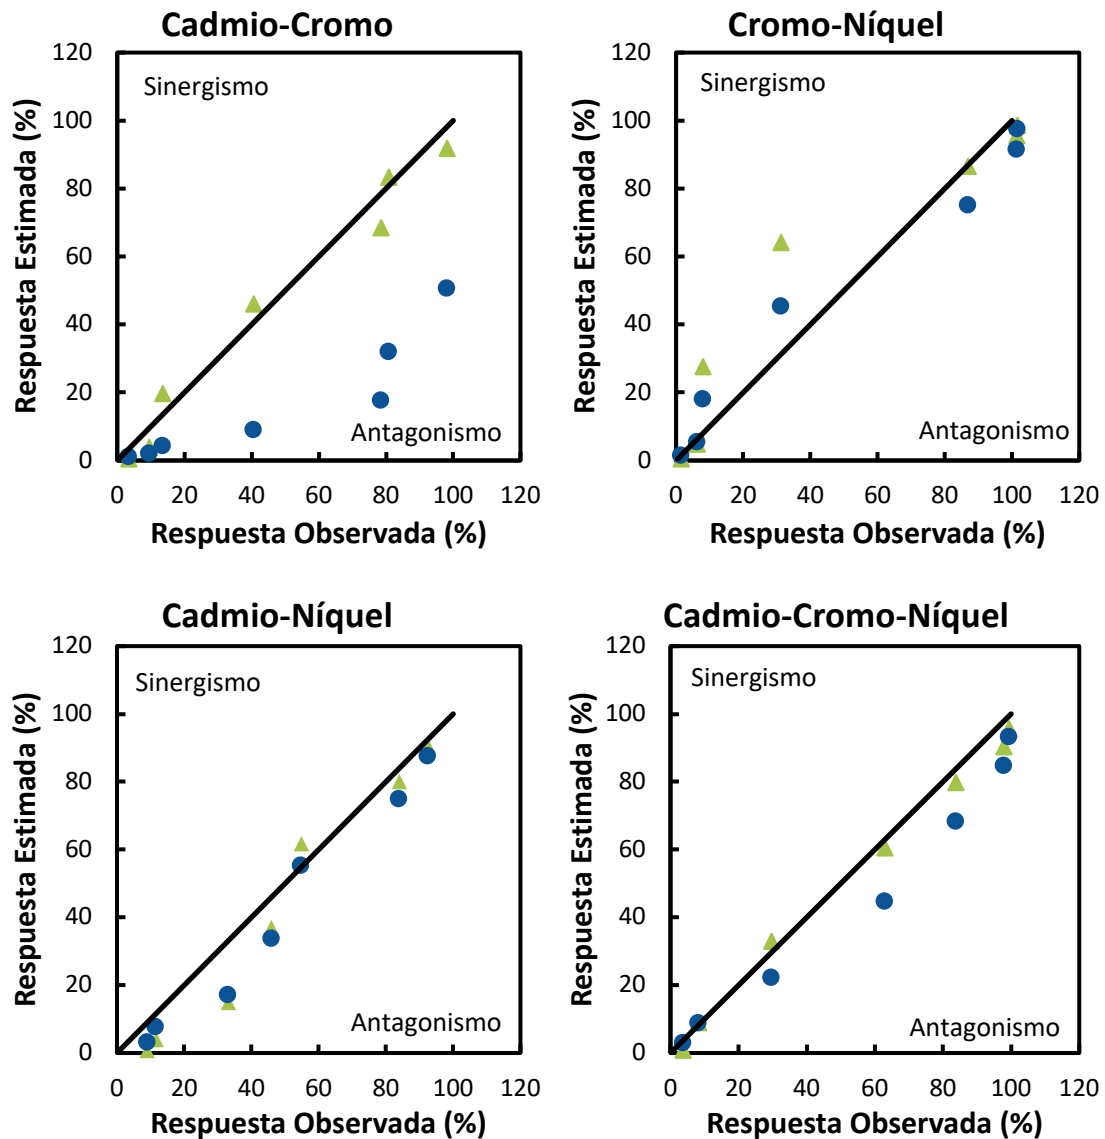 Cadmio-Cromo
120
100
80
60
40
20
0
Respuesta Estimada (%)
Sinergismo
Antagonismo
0 20 40 60 80 100 120
Respuesta Observada (%)
Cromo-Níquel
120
100
80
60
40
20
0
Respuesta Estimada (%)
Sinergismo
Antagonismo
0 20 40 60 80 100 120
Respuesta Observada (%)
Cadmio-Níquel
120
100
80
60
40
20
0
Respuesta Estimada (%)
Sinergismo
Antagonismo
0 20 40 60 80 100 120
Respuesta Observada (%)
Cadmio-Cromo-Níquel
120
100
80
60
40
20
0
Respuesta Estimada (%)
Sinergismo
Antagonismo
0 20 40 60 80 100 120
Respuesta Observada (%)